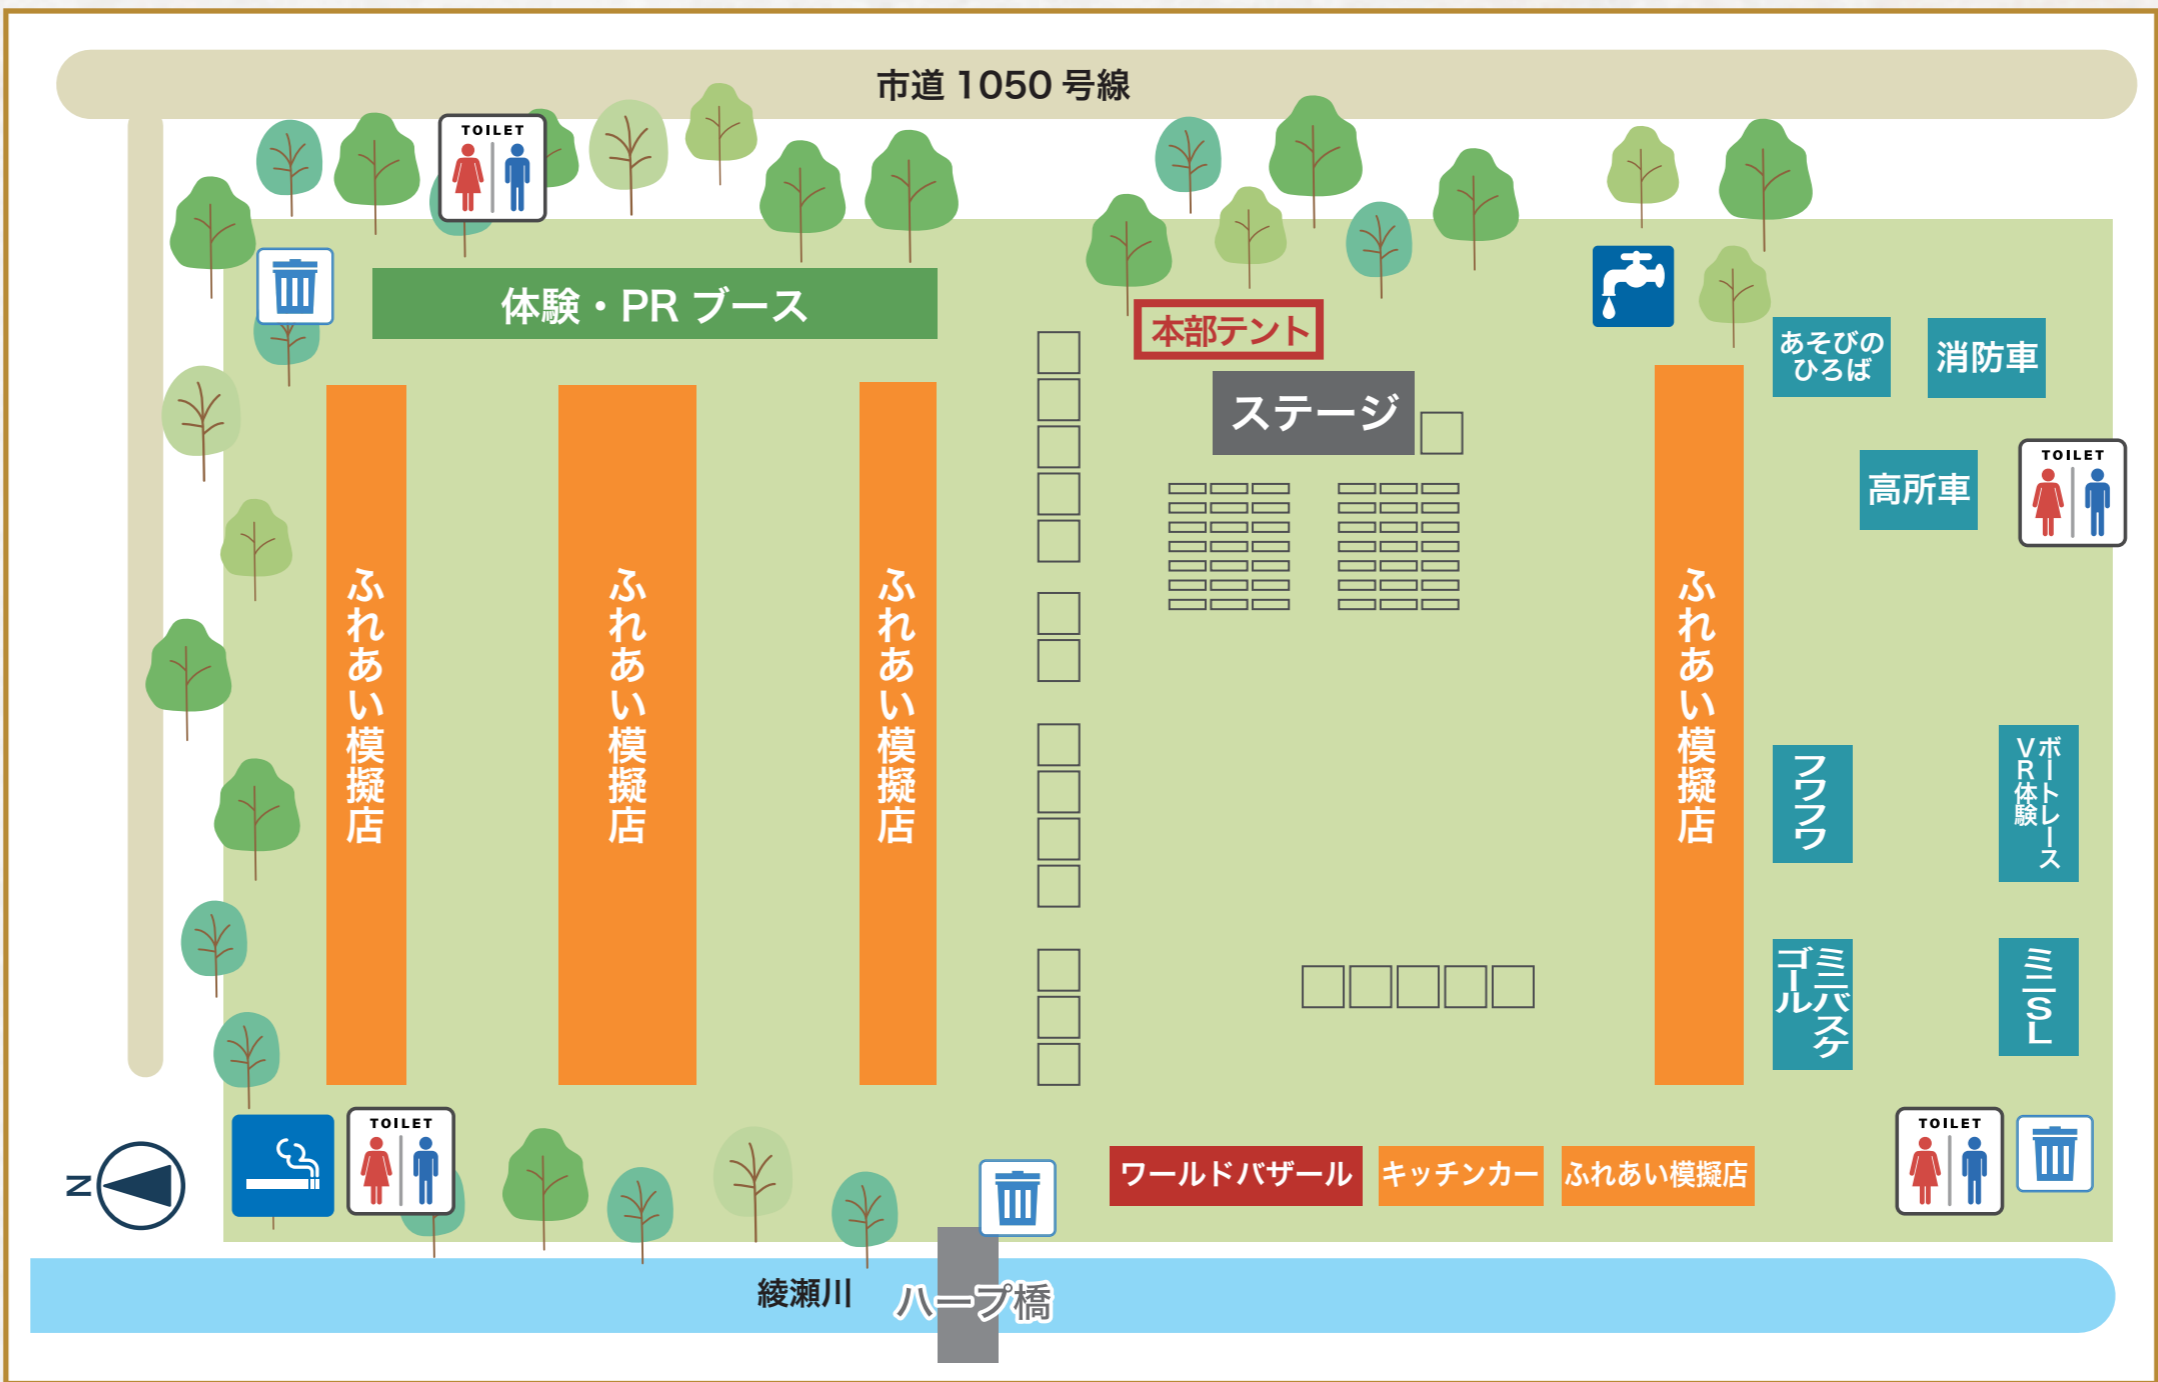 市道 1050 号線
TOILET
体験・PR ブース
本部テント
ステージ
あそびの
ひろば
消防車
高所車
TOILET
ふれあい模擬店
ふれあい模擬店
ふれあい模擬店
ふれあい模擬店
フワフワ
ボートレース
VR体験
ミニバスケ
ゴール
ミニSL
N
TOILET
ワールドバザール
キッチンカー
ふれあい模擬店
TOILET
綾瀬川
ハープ橋